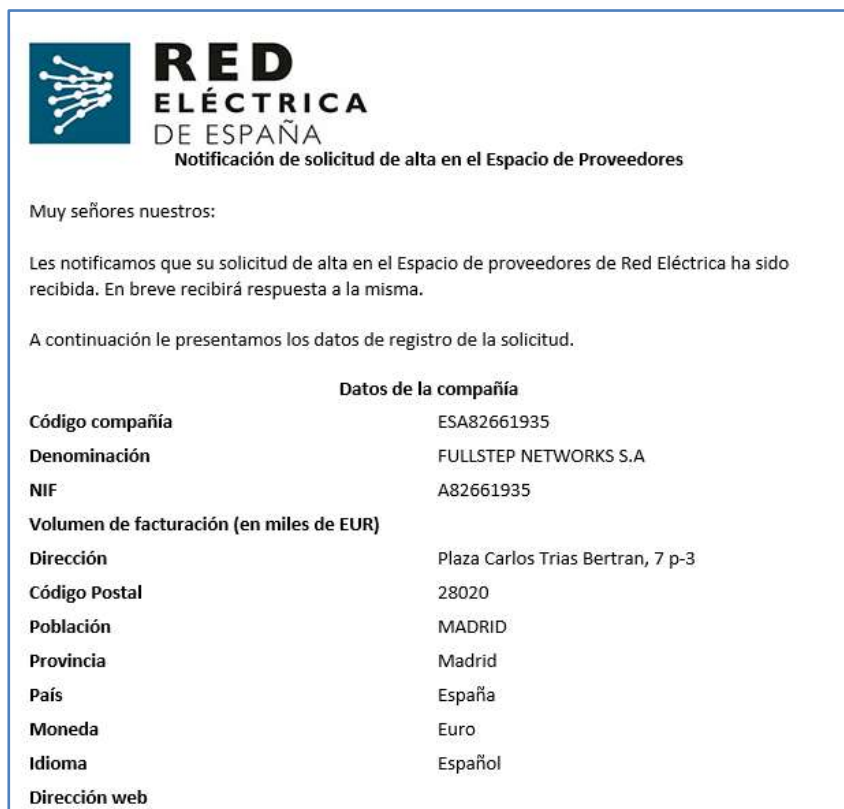 RED
ELÉCTRICA
DE ESPAÑA
Notificación de solicitud de alta en el Espacio de Proveedores
Muy señores nuestros:
Les notificamos que su solicitud de alta en el Espacio de proveedores de Red Eléctrica ha sido
recibida. En breve recibirá respuesta a la misma.
A continuación le presentamos los datos de registro de la solicitud.
Datos de la compañía
Código compañía ESA82661935
Denominación FULLSTEP NETWORKS S.A
NIF A82661935
Volumen de facturación (en miles de EUR)
Dirección Plaza Carlos Trias Bertran, 7 p-3
Código Postal 28020
Población MADRID
Provincia Madrid
País España
Moneda Euro
Idioma Español
Dirección web